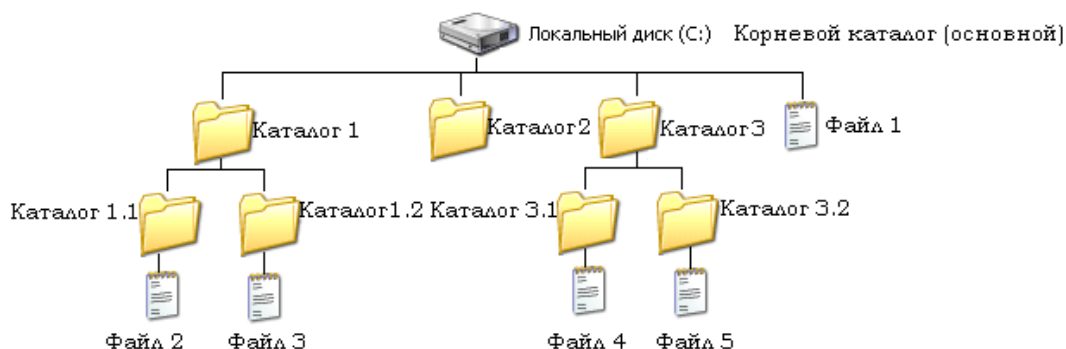 Локальный диск (C:) Корневой каталог (основной)
Каталог 1 Каталог2 Каталог3 Файл 1
Каталог 1.1 Каталог1.2 Каталог 3.1 Каталог 3.2
Файл 2 Файл 3 Файл 4 Файл 5